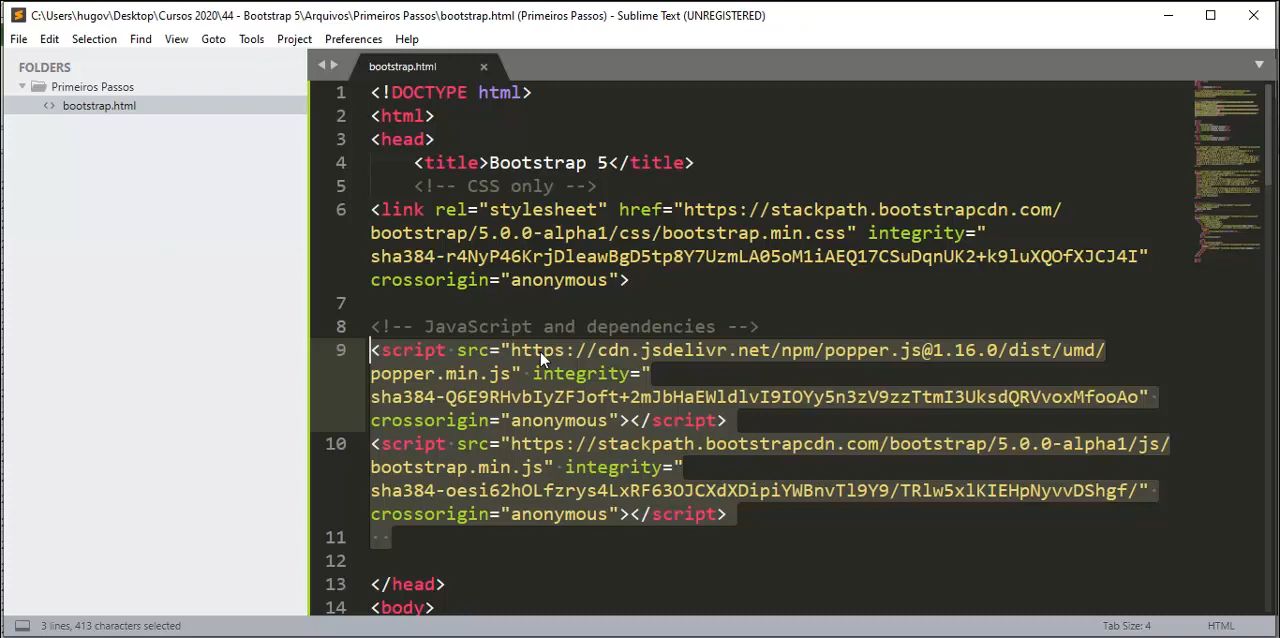 C:\Users\hugov\Desktop\Cursos 2020\44 - Bootstrap 5\Arquivos\Primeiros Passos\bootstrap.html (Primeiros Passos) - Sublime Text (UNREGISTERED)
File Edit Selection Find View Goto Tools Project Preferences Help
FOLDERS
Primeiros Passos
bootstrap.html
bootstrap.html
1 <!DOCTYPE html>
2 <html>
3 <head>
4 <title>Bootstrap 5</title>
5 <!-- CSS only -->
6 <link rel="stylesheet" href="https://stackpath.bootstrapcdn.com/
bootstrap/5.0.0-alpha1/css/bootstrap.min.css" integrity="
sha384-r4NyP46KrjDleawBgD5tp8Y7UzmLA05oM1iAEQ17CSuDqnUK2+k9luXQOfXJCJ4I"
crossorigin="anonymous">
7
8 <!-- JavaScript and dependencies -->
9 <script src="https://cdn.jsdelivr.net/npm/popper.js@1.16.0/dist/umd/
popper.min.js" integrity="
sha384-Q6E9RHvbIyZFJoft+2mJbHaEWldlvI9IOYy5n3zV9zzTtmI3UksdQRVvoxMfooAo"
crossorigin="anonymous"></script>
10 <script src="https://stackpath.bootstrapcdn.com/bootstrap/5.0.0-alpha1/js/
bootstrap.min.js" integrity="
sha384-oesi62hOLfzrys4LxRF63OJCXdXDipiYWBnvTl9Y9/TRlw5xlKIEHpNyvvDShgf/"
crossorigin="anonymous"></script>
11
12
13 </head>
14 <body>
3 lines, 413 characters selected
Tab Size: 4
HTML